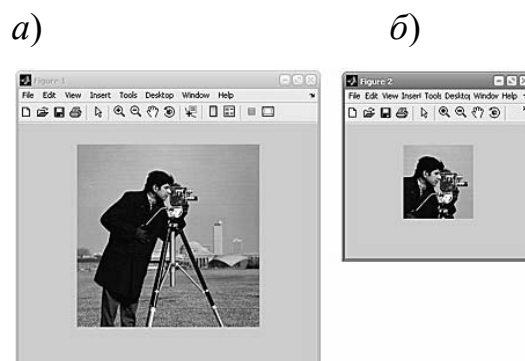 а) б)
Figure 1
File Edit View Insert Tools Desktop Window Help
Figure 2
File Edit View Insert Tools Desktop Window Help